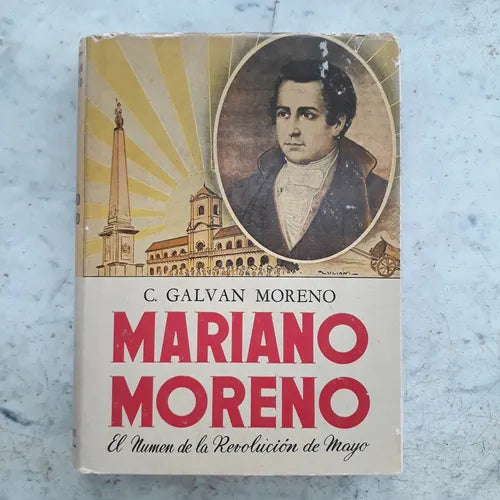 C. GALVAN MORENO
MARIANO
MORENO
El Numen de la Revolución de Mayo